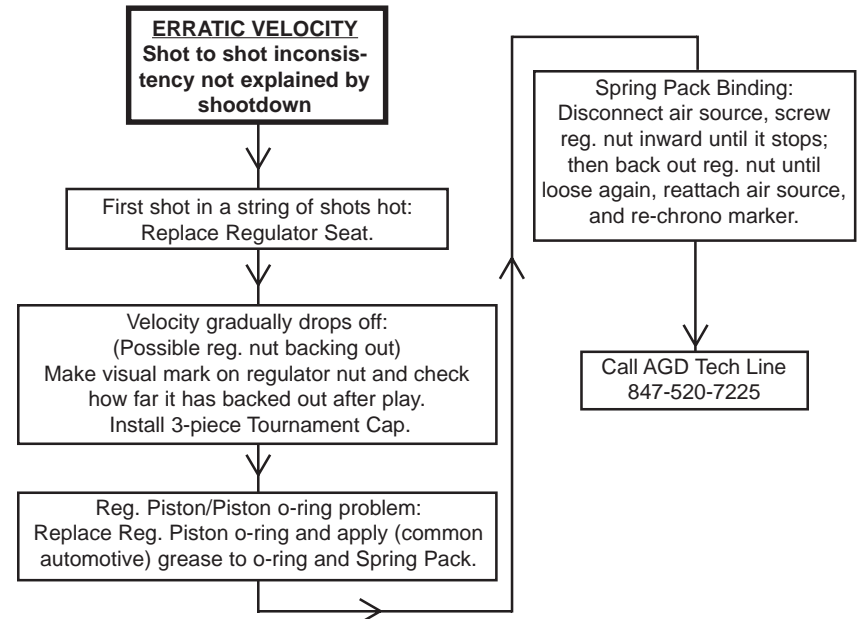 ERRATIC VELOCITY
Shot to shot inconsis-
tency not explained by
shootdown
First shot in a string of shots hot:
Replace Regulator Seat.
Velocity gradually drops off:
(Possible reg. nut backing out)
Make visual mark on regulator nut and check
how far it has backed out after play.
Install 3-piece Tournament Cap.
Reg. Piston/Piston o-ring problem:
Replace Reg. Piston o-ring and apply (common
automotive) grease to o-ring and Spring Pack.
Spring Pack Binding:
Disconnect air source, screw
reg. nut inward until it stops;
then back out reg. nut until
loose again, reattach air source,
and re-chrono marker.
Call AGD Tech Line
847-520-7225